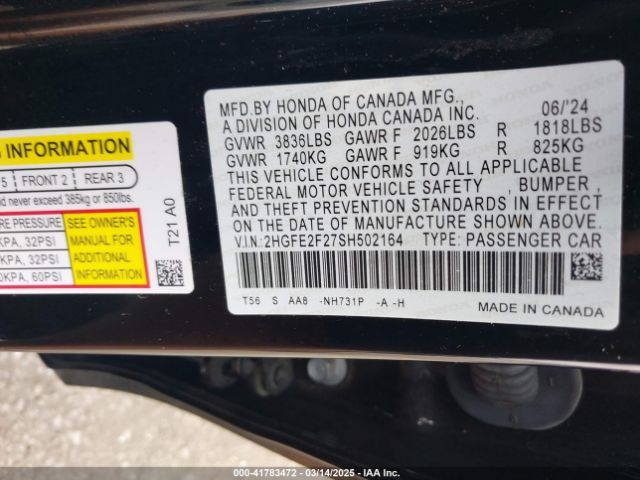 INFORMATION
5 FRONT 2 REAR 3
nd never exceed 385kg or 850lbs.
RE PRESSURE
KPA, 32PSI
KPA, 32PSI
0KPA, 60PSI
SEE OWNER'S
MANUAL FOR
ADDITIONAL
INFORMATION
T21 A0
MFD.BY HONDA OF CANADA MFG.,
A DIVISION OF HONDA CANADA INC. 06/'24
GVWR 3836LBS GAWR F 2026LBS R 1818LBS
GVWR 1740KG GAWR F 919KG R 825KG
THIS VEHICLE CONFORMS TO ALL APPLICABLE
FEDERAL MOTOR VEHICLE SAFETY , BUMPER ,
AND THEFT PREVENTION STANDARDS IN EFFECT
ON THE DATE OF MANUFACTURE SHOWN ABOVE.
V.I.N:2HGFE2F27SH502164 TYPE: PASSENGER CAR
T56 S AA8 -NH731P -A -H
MADE IN CANADA
000-41783472 - 03/14/2025 - IAA Inc.